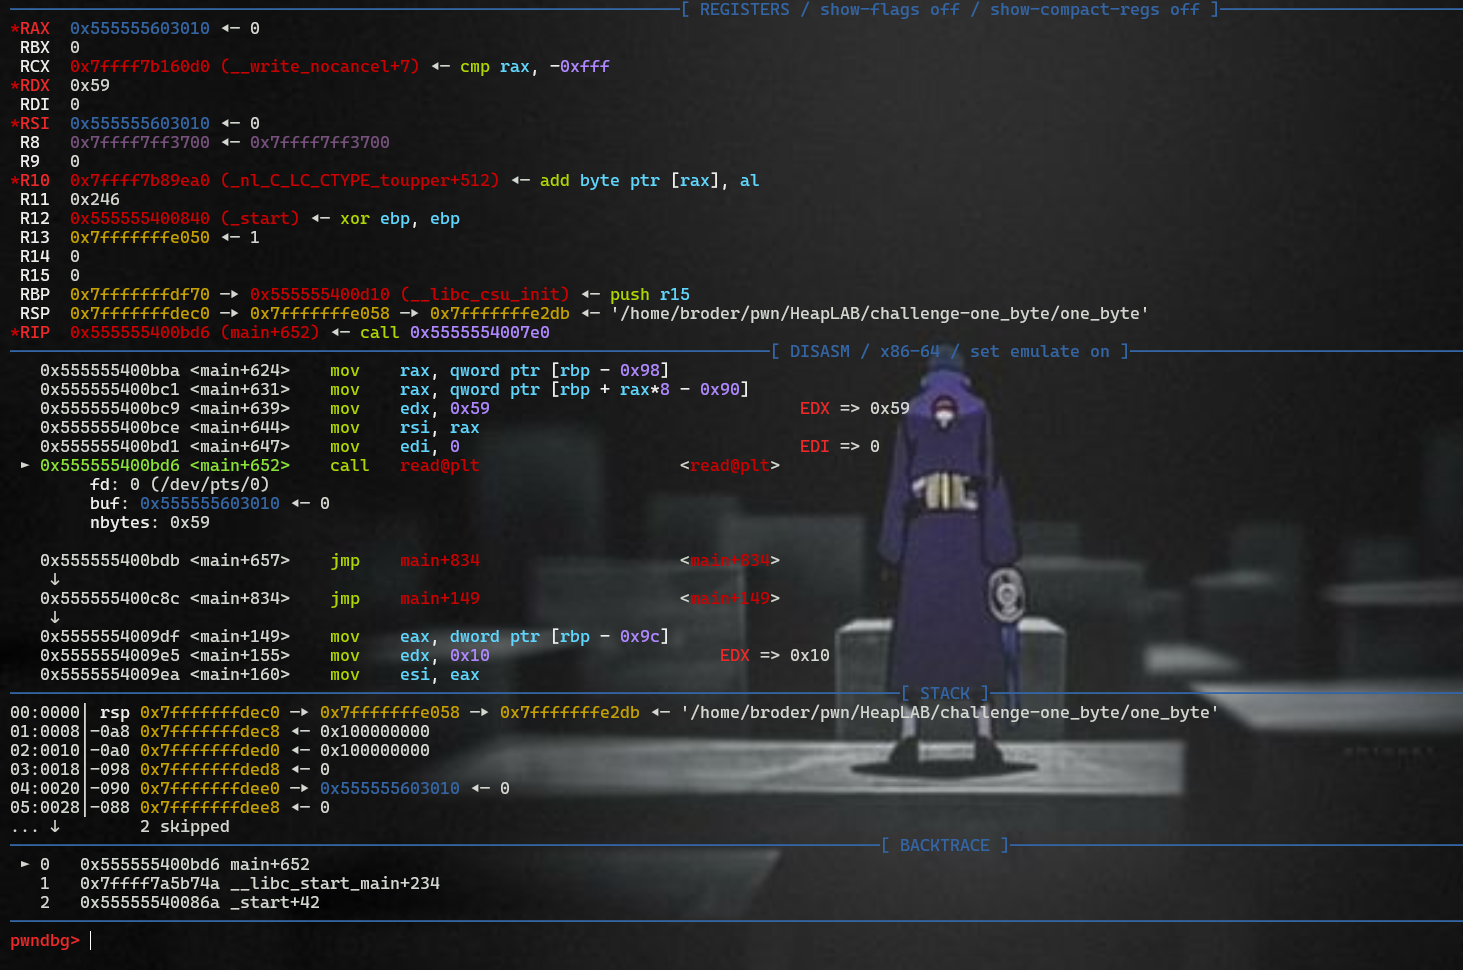 [ REGISTERS / show-flags off / show-compact-regs off ]
*RAX  0x555555603010 ◂— 0
 RBX  0
 RCX  0x7ffff7b160d0 (__write_nocancel+7) ◂— cmp rax, -0xfff
*RDX  0x59
 RDI  0
*RSI  0x555555603010 ◂— 0
 R8   0x7ffff7ff3700 ◂— 0x7ffff7ff3700
 R9   0
*R10  0x7ffff7b89ea0 (_nl_C_LC_CTYPE_toupper+512) ◂— add byte ptr [rax], al
 R11  0x246
 R12  0x555555400840 (_start) ◂— xor ebp, ebp
 R13  0x7fffffffe050 ◂— 1
 R14  0
 R15  0
 RBP  0x7fffffffdf70 —▸ 0x555555400d10 (__libc_csu_init) ◂— push r15
 RSP  0x7fffffffdec0 —▸ 0x7fffffffe058 —▸ 0x7fffffffe2db ◂— '/home/broder/pwn/HeapLAB/challenge-one_byte/one_byte'
*RIP  0x555555400bd6 (main+652) ◂— call 0x5555554007e0
[ DISASM / x86-64 / set emulate on ]
   0x555555400bba <main+624>    mov    rax, qword ptr [rbp - 0x98]
   0x555555400bc1 <main+631>    mov    rax, qword ptr [rbp + rax*8 - 0x90]
   0x555555400bc9 <main+639>    mov    edx, 0x59                                  EDX => 0x59
   0x555555400bce <main+644>    mov    rsi, rax
   0x555555400bd1 <main+647>    mov    edi, 0                                     EDI => 0
 ► 0x555555400bd6 <main+652>    call   read@plt                    <read@plt>
        fd: 0 (/dev/pts/0)
        buf: 0x555555603010 ◂— 0
        nbytes: 0x59
   0x555555400bdb <main+657>    jmp    main+834                    <main+834>
    ↓
   0x555555400c8c <main+834>    jmp    main+149                    <main+149>
    ↓
   0x5555554009df <main+149>    mov    eax, dword ptr [rbp - 0x9c]
   0x5555554009e5 <main+155>    mov    edx, 0x10                       EDX => 0x10
   0x5555554009ea <main+160>    mov    esi, eax
[ STACK ]
00:0000│ rsp 0x7fffffffdec0 —▸ 0x7fffffffe058 —▸ 0x7fffffffe2db ◂— '/home/broder/pwn/HeapLAB/challenge-one_byte/one_byte'
01:0008│-0a8 0x7fffffffdec8 ◂— 0x100000000
02:0010│-0a0 0x7fffffffded0 ◂— 0x100000000
03:0018│-098 0x7fffffffded8 ◂— 0
04:0020│-090 0x7fffffffdee0 —▸ 0x555555603010 ◂— 0
05:0028│-088 0x7fffffffdee8 ◂— 0
... ↓        2 skipped
[ BACKTRACE ]
 ► 0   0x555555400bd6 main+652
   1   0x7ffff7a5b74a __libc_start_main+234
   2   0x55555540086a _start+42
pwndbg>